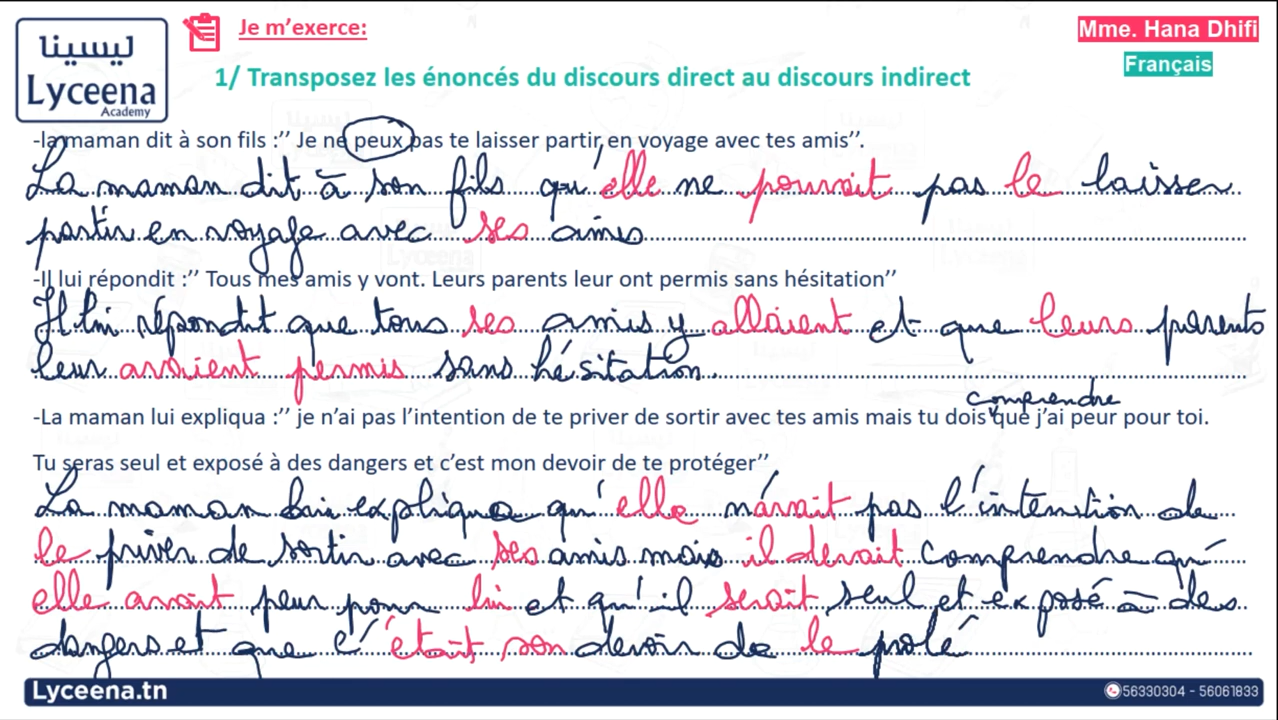 ليسينا
Lyceena
Academy
Je m’exerce:
Mme. Hana Dhifi
Français
1/ Transposez les énoncés du discours direct au discours indirect
-la maman dit à son fils :’’ Je ne peux pas te laisser partir en voyage avec tes amis’’.
La maman dit à son fils qu'elle ne pouvait pas le laisser
partir en voyage avec ses amis
-Il lui répondit :’’ Tous mes amis y vont. Leurs parents leur ont permis sans hésitation’’
Il lui répondit que tous ses amis y allaient et que leurs parents
leur avaient permis sans hésitation.
comprendre
-La maman lui expliqua :’’ je n’ai pas l’intention de te priver de sortir avec tes amis mais tu dois que j’ai peur pour toi.
Tu seras seul et exposé à des dangers et c’est mon devoir de te protéger’’
La maman lui expliqua qu'elle n'avait pas l'intention de
le priver de sortir avec ses amis mais il devait comprendre qu'
elle avait peur pour lui et qu'il serait seul et exposé à des
dangers et que c'était son devoir de le proté
Lyceena.tn
56330304 - 56061833